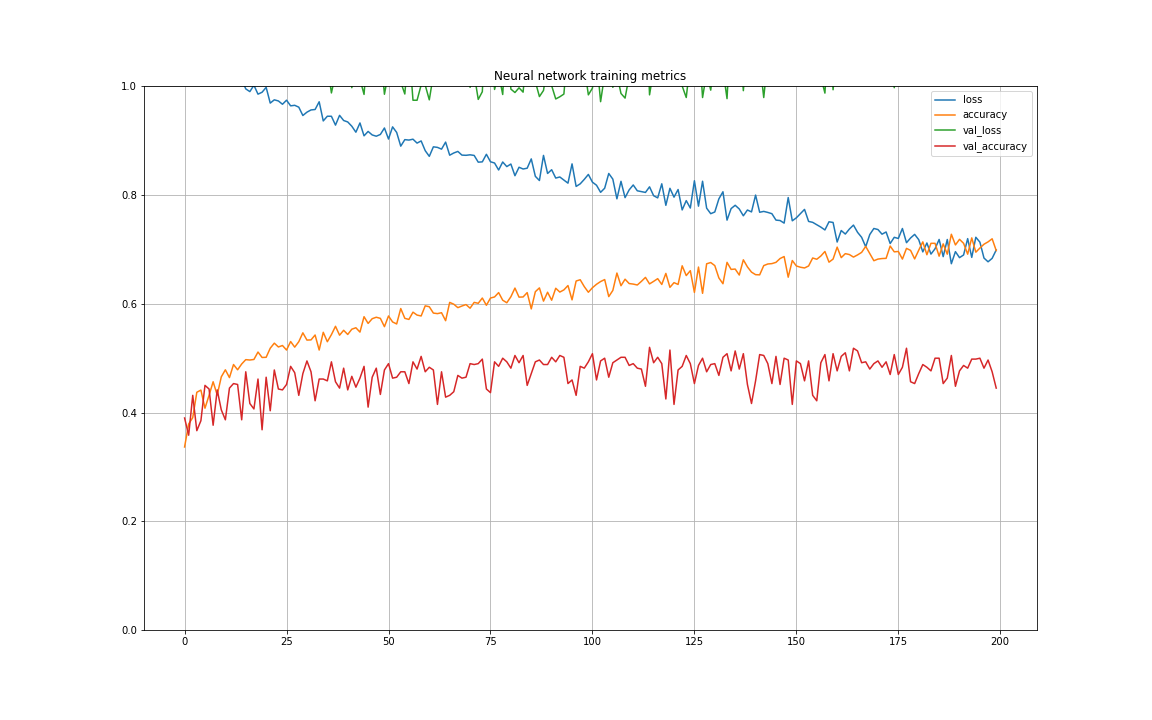 Neural network training metrics
1.0
0.8
0.6
0.4
0.2
0.0
loss
accuracy
val_loss
val_accuracy
0 25 50 75 100 125 150 175 200